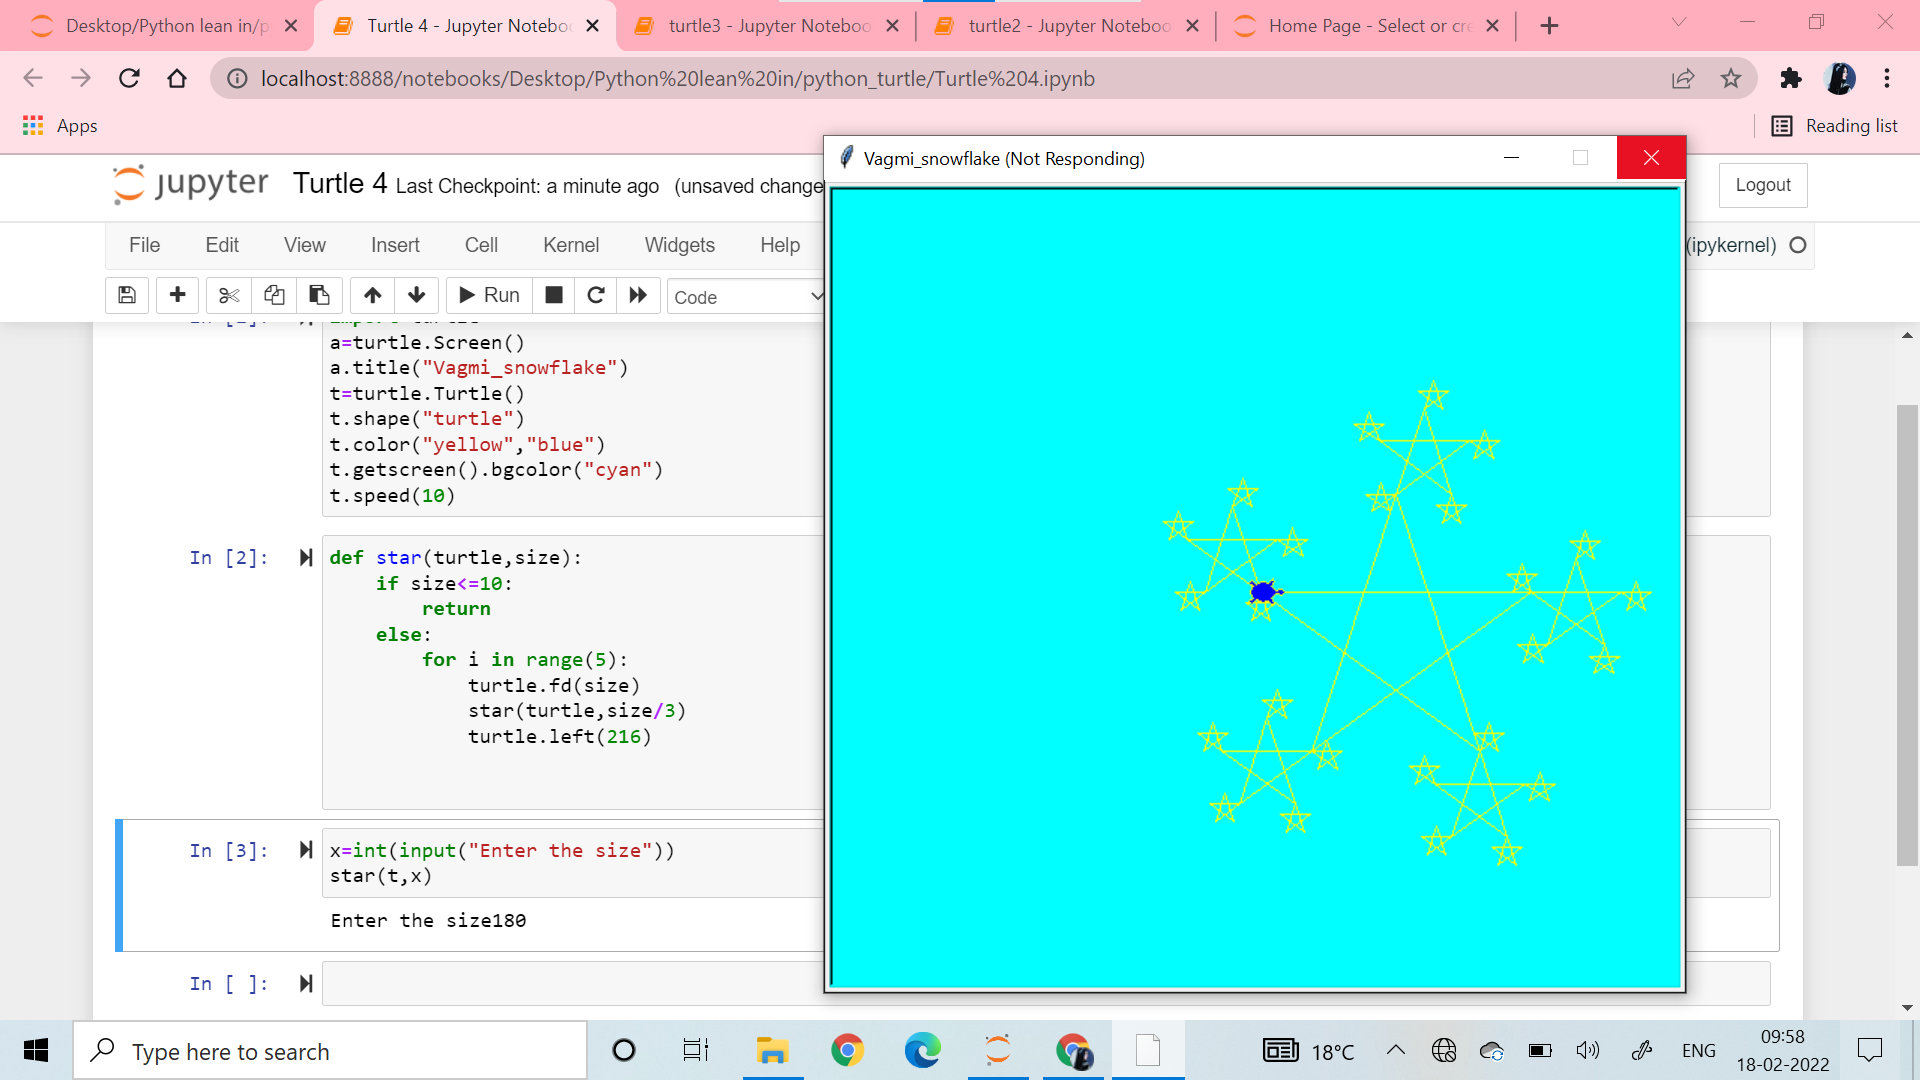 Desktop/Python lean in/p
Turtle 4 - Jupyter Noteboo
turtle3 - Jupyter Noteboo
turtle2 - Jupyter Noteboo
Home Page - Select or cre
localhost:8888/notebooks/Desktop/Python%20lean%20in/python_turtle/Turtle%204.ipynb
Apps
Reading list
Vagmi_snowflake (Not Responding)
jupyter Turtle 4 Last Checkpoint: a minute ago (unsaved change
Logout
File Edit View Insert Cell Kernel Widgets Help
(ipykernel)
Run
Code
a=turtle.Screen()
a.title("Vagmi_snowflake")
t=turtle.Turtle()
t.shape("turtle")
t.color("yellow","blue")
t.getscreen().bgcolor("cyan")
t.speed(10)
In [2]: def star(turtle,size):
if size<=10:
return
else:
for i in range(5):
turtle.fd(size)
star(turtle,size/3)
turtle.left(216)
In [3]: x=int(input("Enter the size"))
star(t,x)
Enter the size180
In [ ]:
Type here to search
18°C
ENG
09:58
18-02-2022